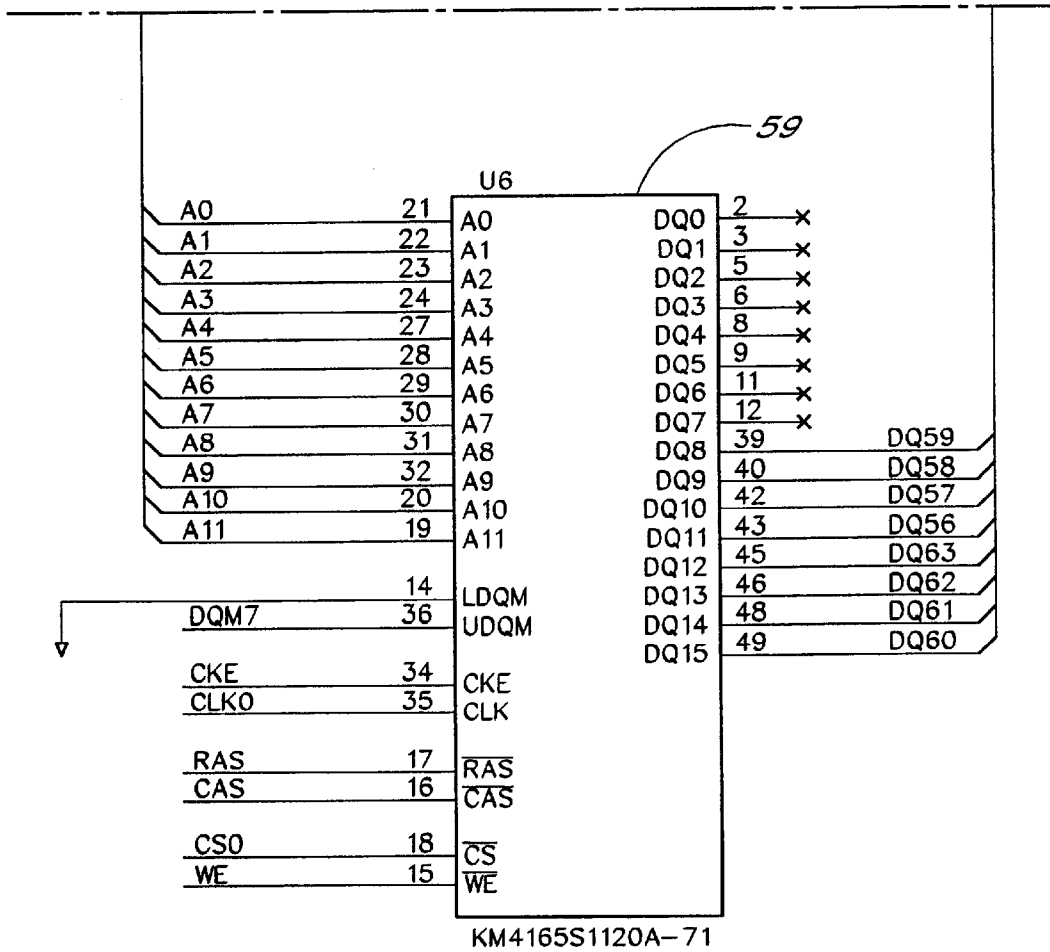 59
U6
A0 21 A0 DQ0 2
A1 22 A1 DQ1 3
A2 23 A2 DQ2 5
A3 24 A3 DQ3 6
A4 27 A4 DQ4 8
A5 28 A5 DQ5 9
A6 29 A6 DQ6 11
A7 30 A7 DQ7 12
A8 31 A8 DQ8 39 DQ59
A9 32 A9 DQ9 40 DQ58
A10 20 A10 DQ10 42 DQ57
A11 19 A11 DQ11 43 DQ56
DQ12 45 DQ63
14 LDQM DQ13 46 DQ62
DQM7 36 UDQM DQ14 48 DQ61
DQ15 49 DQ60
CKE 34 CKE
CLK0 35 CLK
RAS 17 RAS
CAS 16 CAS
CS0 18 CS
WE 15 WE
KM4165S1120A-71